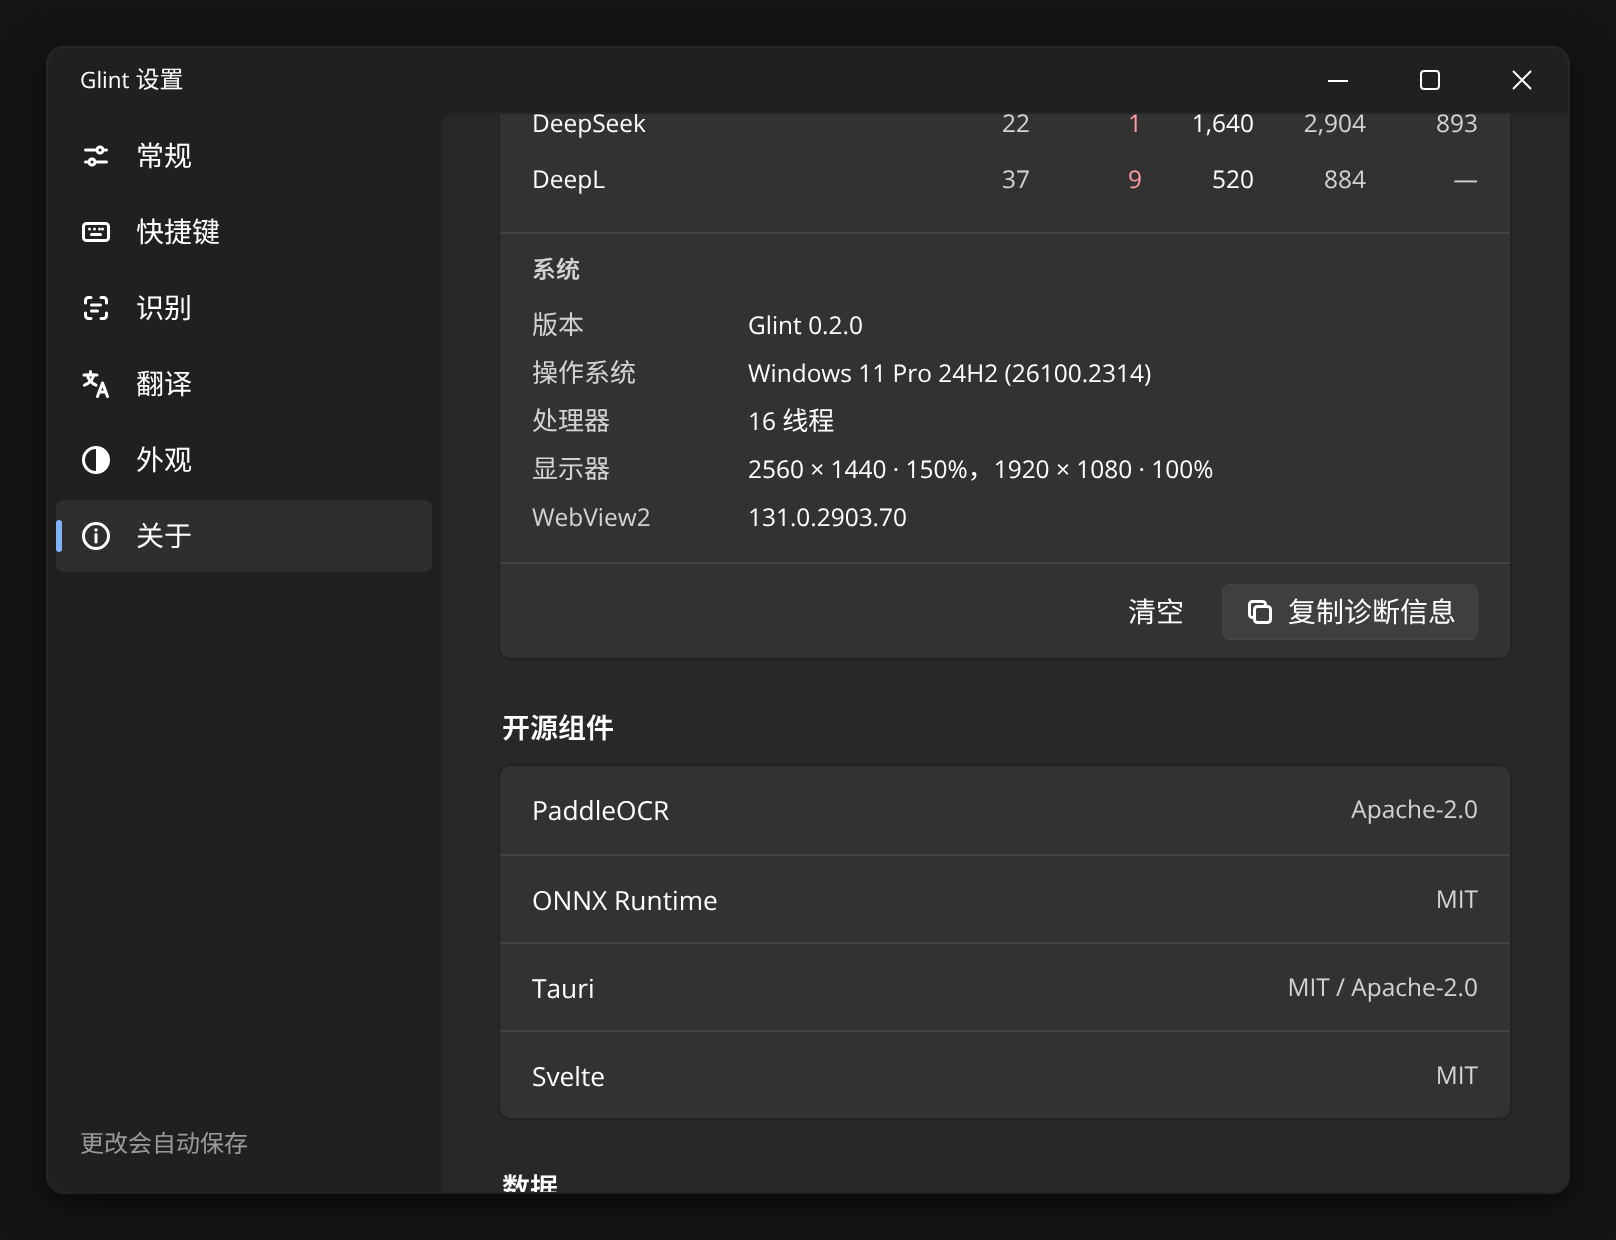 Glint 设置
常规
快捷键
识别
翻译
外观
关于
更改会自动保存
DeepSeek 22 1 1,640 2,904 893
DeepL 37 9 520 884 —
系统
版本 Glint 0.2.0
操作系统 Windows 11 Pro 24H2 (26100.2314)
处理器 16 线程
显示器 2560 × 1440 · 150%，1920 × 1080 · 100%
WebView2 131.0.2903.70
清空 复制诊断信息
开源组件
PaddleOCR Apache-2.0
ONNX Runtime MIT
Tauri MIT / Apache-2.0
Svelte MIT
数据